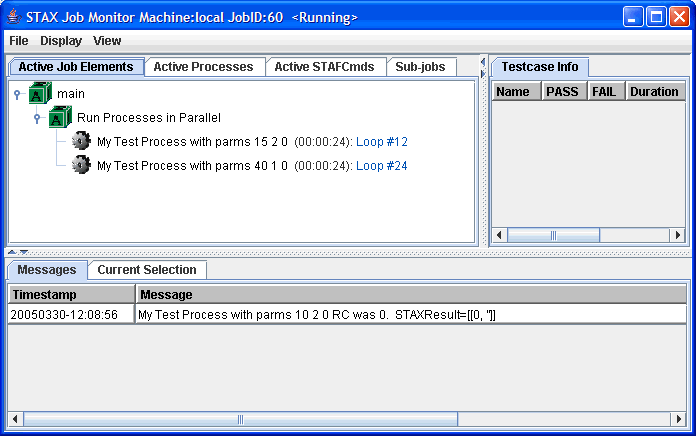 STAX Job Monitor Machine:local JobID:60 <Running>
File Display View
Active Job Elements Active Processes Active STAFCmds Sub-jobs
Testcase Info
Name PASS FAIL Duration
main
Run Processes in Parallel
My Test Process with parms 15 2 0 (00:00:24): Loop #12
My Test Process with parms 40 1 0 (00:00:24): Loop #24
Messages Current Selection
Timestamp Message
20050330-12:08:56 My Test Process with parms 10 2 0 RC was 0. STAXResult=[[0, '']]